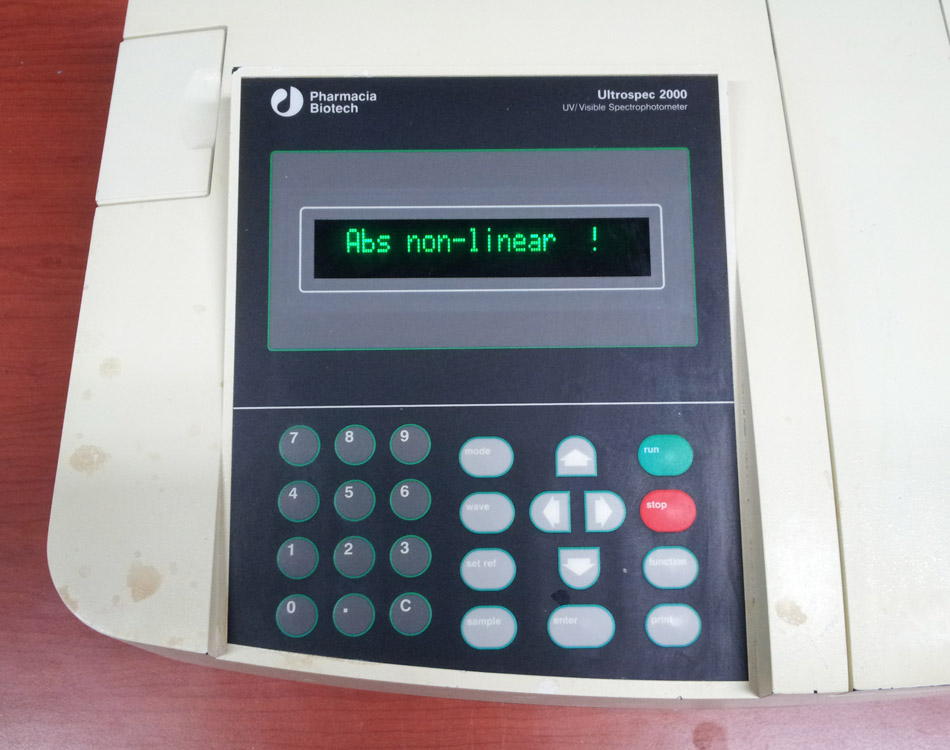 Pharmacia
Biotech
Ultrospec 2000
UV/Visible Spectrophotometer
Abs non-linear !
7 8 9
mode
run
4 5 6
wave
stop
1 2 3
set ref
function
0 . C
sample
enter
print